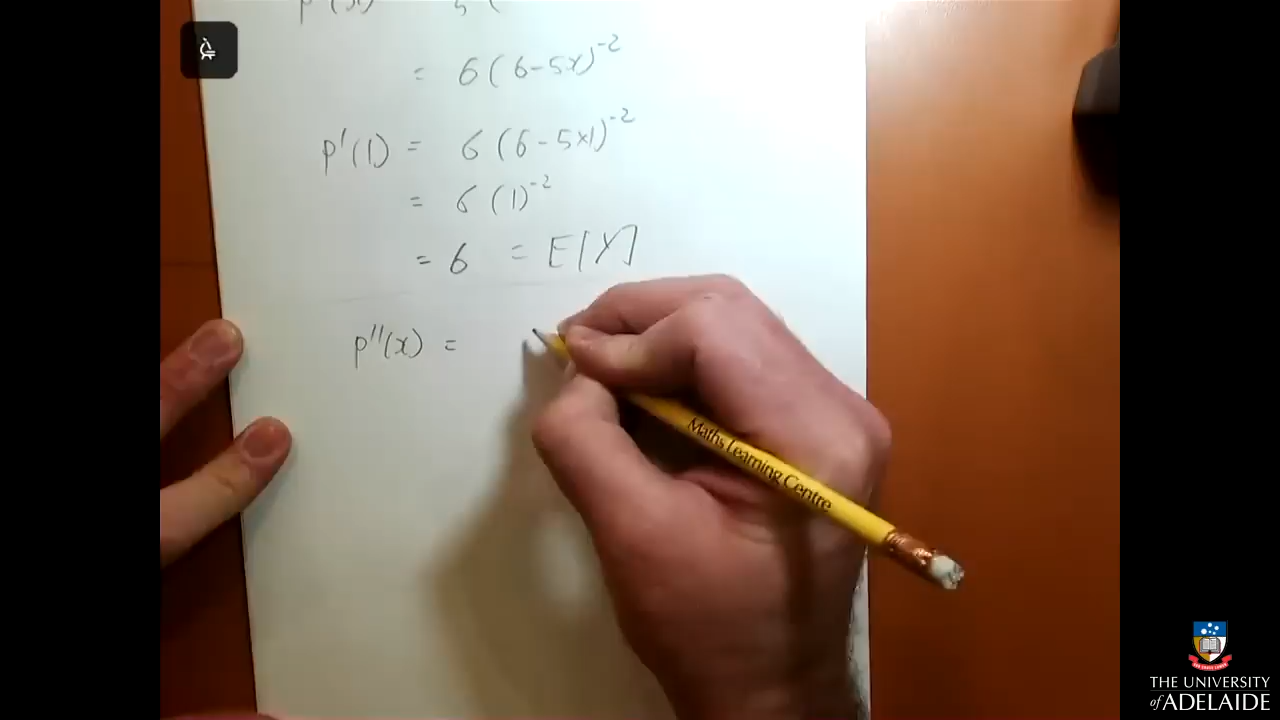 = 6 (6-5x)⁻²
p'(1) = 6 (6-5×1)⁻²
= 6 (1)⁻²
= 6 = E[X]
p''(x) =
Maths Learning Centre
THE UNIVERSITY
of ADELAIDE